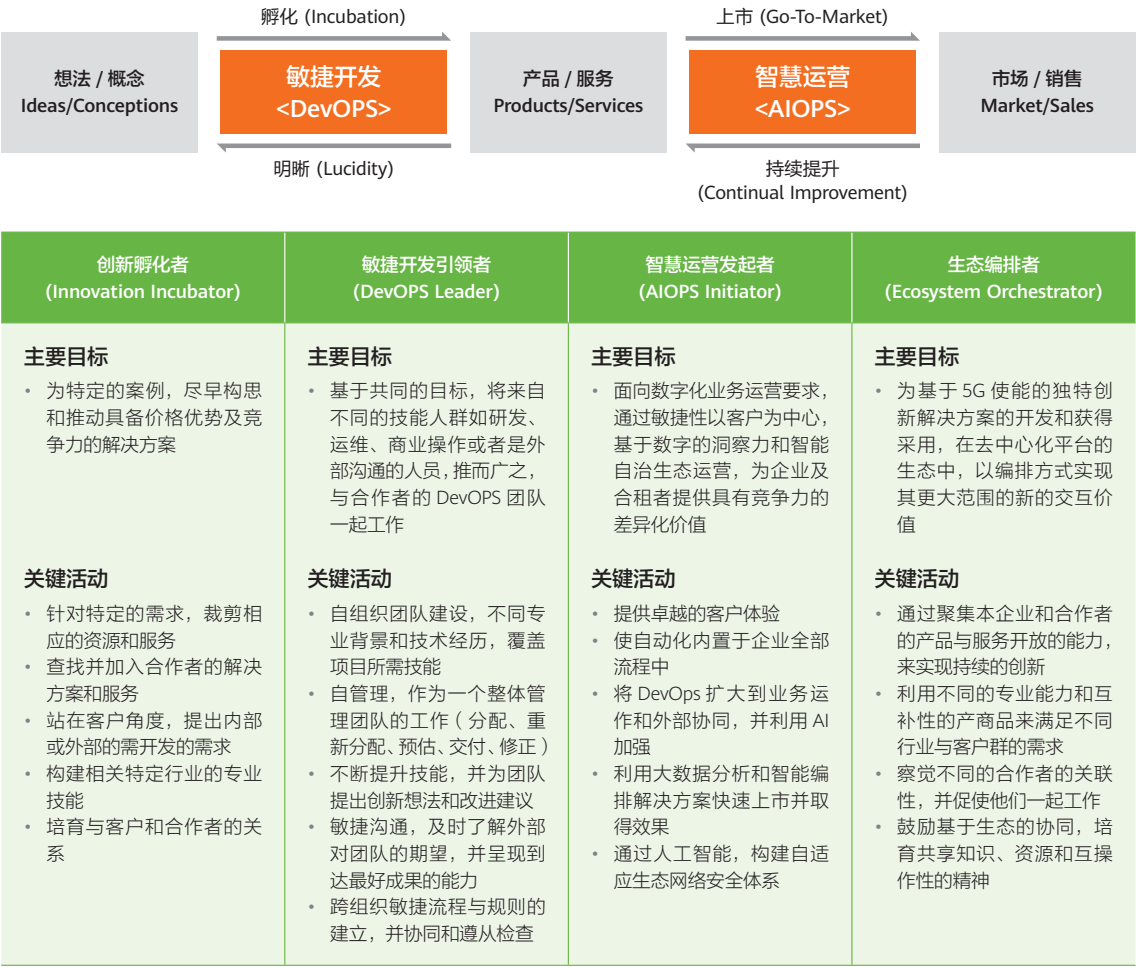 孵化 (Incubation)
上市 (Go-To-Market)
想法 / 概念
Ideas/Conceptions
敏捷开发
<DevOPS>
产品 / 服务
Products/Services
智慧运营
<AIOPS>
市场 / 销售
Market/Sales
明晰 (Lucidity)
持续提升
(Continual Improvement)
创新孵化者
(Innovation Incubator)
主要目标
• 为特定的案例，尽早构思
和推动具备价格优势及竞
争力的解决方案
关键活动
• 针对特定的需求，裁剪相
应的资源和服务
• 查找并加入合作者的解决
方案和服务
• 站在客户角度，提出内部
或外部的需开发的需求
• 构建相关特定行业的专业
技能
• 培育与客户和合作者的关
系
敏捷开发引领者
(DevOPS Leader)
主要目标
• 基于共同的目标，将来自
不同的技能人群如研发、
运维、商业操作或者是外
部沟通的人员，推而广之，
与合作者的 DevOPS 团队
一起工作
关键活动
• 自组织团队建设，不同专
业背景和技术经历，覆盖
项目所需技能
• 自管理，作为一个整体管
理团队的工作（分配、重
新分配、预估、交付、修正）
• 不断提升技能，并为团队
提出创新想法和改进建议
• 敏捷沟通，及时了解外部
对团队的期望，并呈现到
达最好成果的能力
• 跨组织敏捷流程与规则的
建立，并协同和遵从检查
智慧运营发起者
(AIOPS Initiator)
主要目标
• 面向数字化业务运营要求，
通过敏捷性以客户为中心，
基于数字的洞察力和智能
自治生态运营，为企业及
合租者提供具有竞争力的
差异化价值
关键活动
• 提供卓越的客户体验
• 使自动化内置于企业全部
流程中
• 将 DevOps 扩大到业务运
作和外部协同，并利用 AI
加强
• 利用大数据分析和智能编
排解决方案快速上市并取
得效果
• 通过人工智能，构建自适
应生态网络安全体系
生态编排者
(Ecosystem Orchestrator)
主要目标
• 为基于 5G 使能的独特创
新解决方案的开发和获得
采用，在去中心化平台的
生态中，以编排方式实现
其更大范围的新的交互价
值
关键活动
• 通过聚集本企业和合作者
的产品与服务开放的能力，
来实现持续的创新
• 利用不同的专业能力和互
补性的产商品来满足不同
行业与客户群的需求
• 察觉不同的合作者的关联
性，并促使他们一起工作
• 鼓励基于生态的协同，培
育共享知识、资源和互操
作性的精神